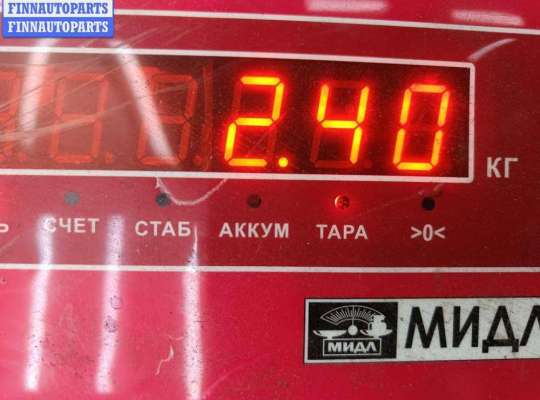 FINNAUTOPARTS
FINNAUTOPARTS
2.40
КГ
СЧЕТ СТАБ АККУМ ТАРА >0<
МИДЛ МИДЛ